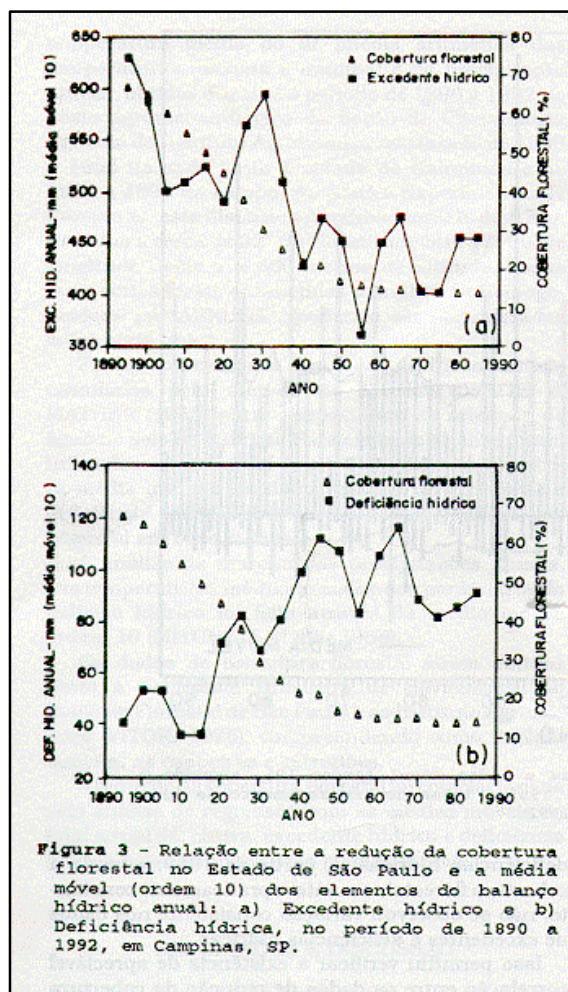 650
600
550
500
450
400
350
EXC. HID. ANUAL-mm (média móvel 10)
Cobertura florestal
Excedente hídrico
80
70
60
50
40
30
20
10
0
COBERTURA FLORESTAL (%)
(a)
1890 1900 10 20 30 40 50 60 70 80 1990
ANO
140
120
100
80
60
40
20
DEF. HID. ANUAL-mm (média móvel 10)
Cobertura florestal
Deficiência hídrica
80
70
60
50
40
30
20
10
0
COBERTURA FLORESTAL (%)
(b)
1890 1900 10 20 30 40 50 60 70 80 1990
ANO
Figura 3 - Relação entre a redução da cobertura
florestal no Estado de São Paulo e a média
móvel (ordem 10) dos elementos do balanço
hídrico anual: a) Excedente hídrico e b)
Deficiência hídrica, no período de 1890 a
1992, em Campinas, SP.